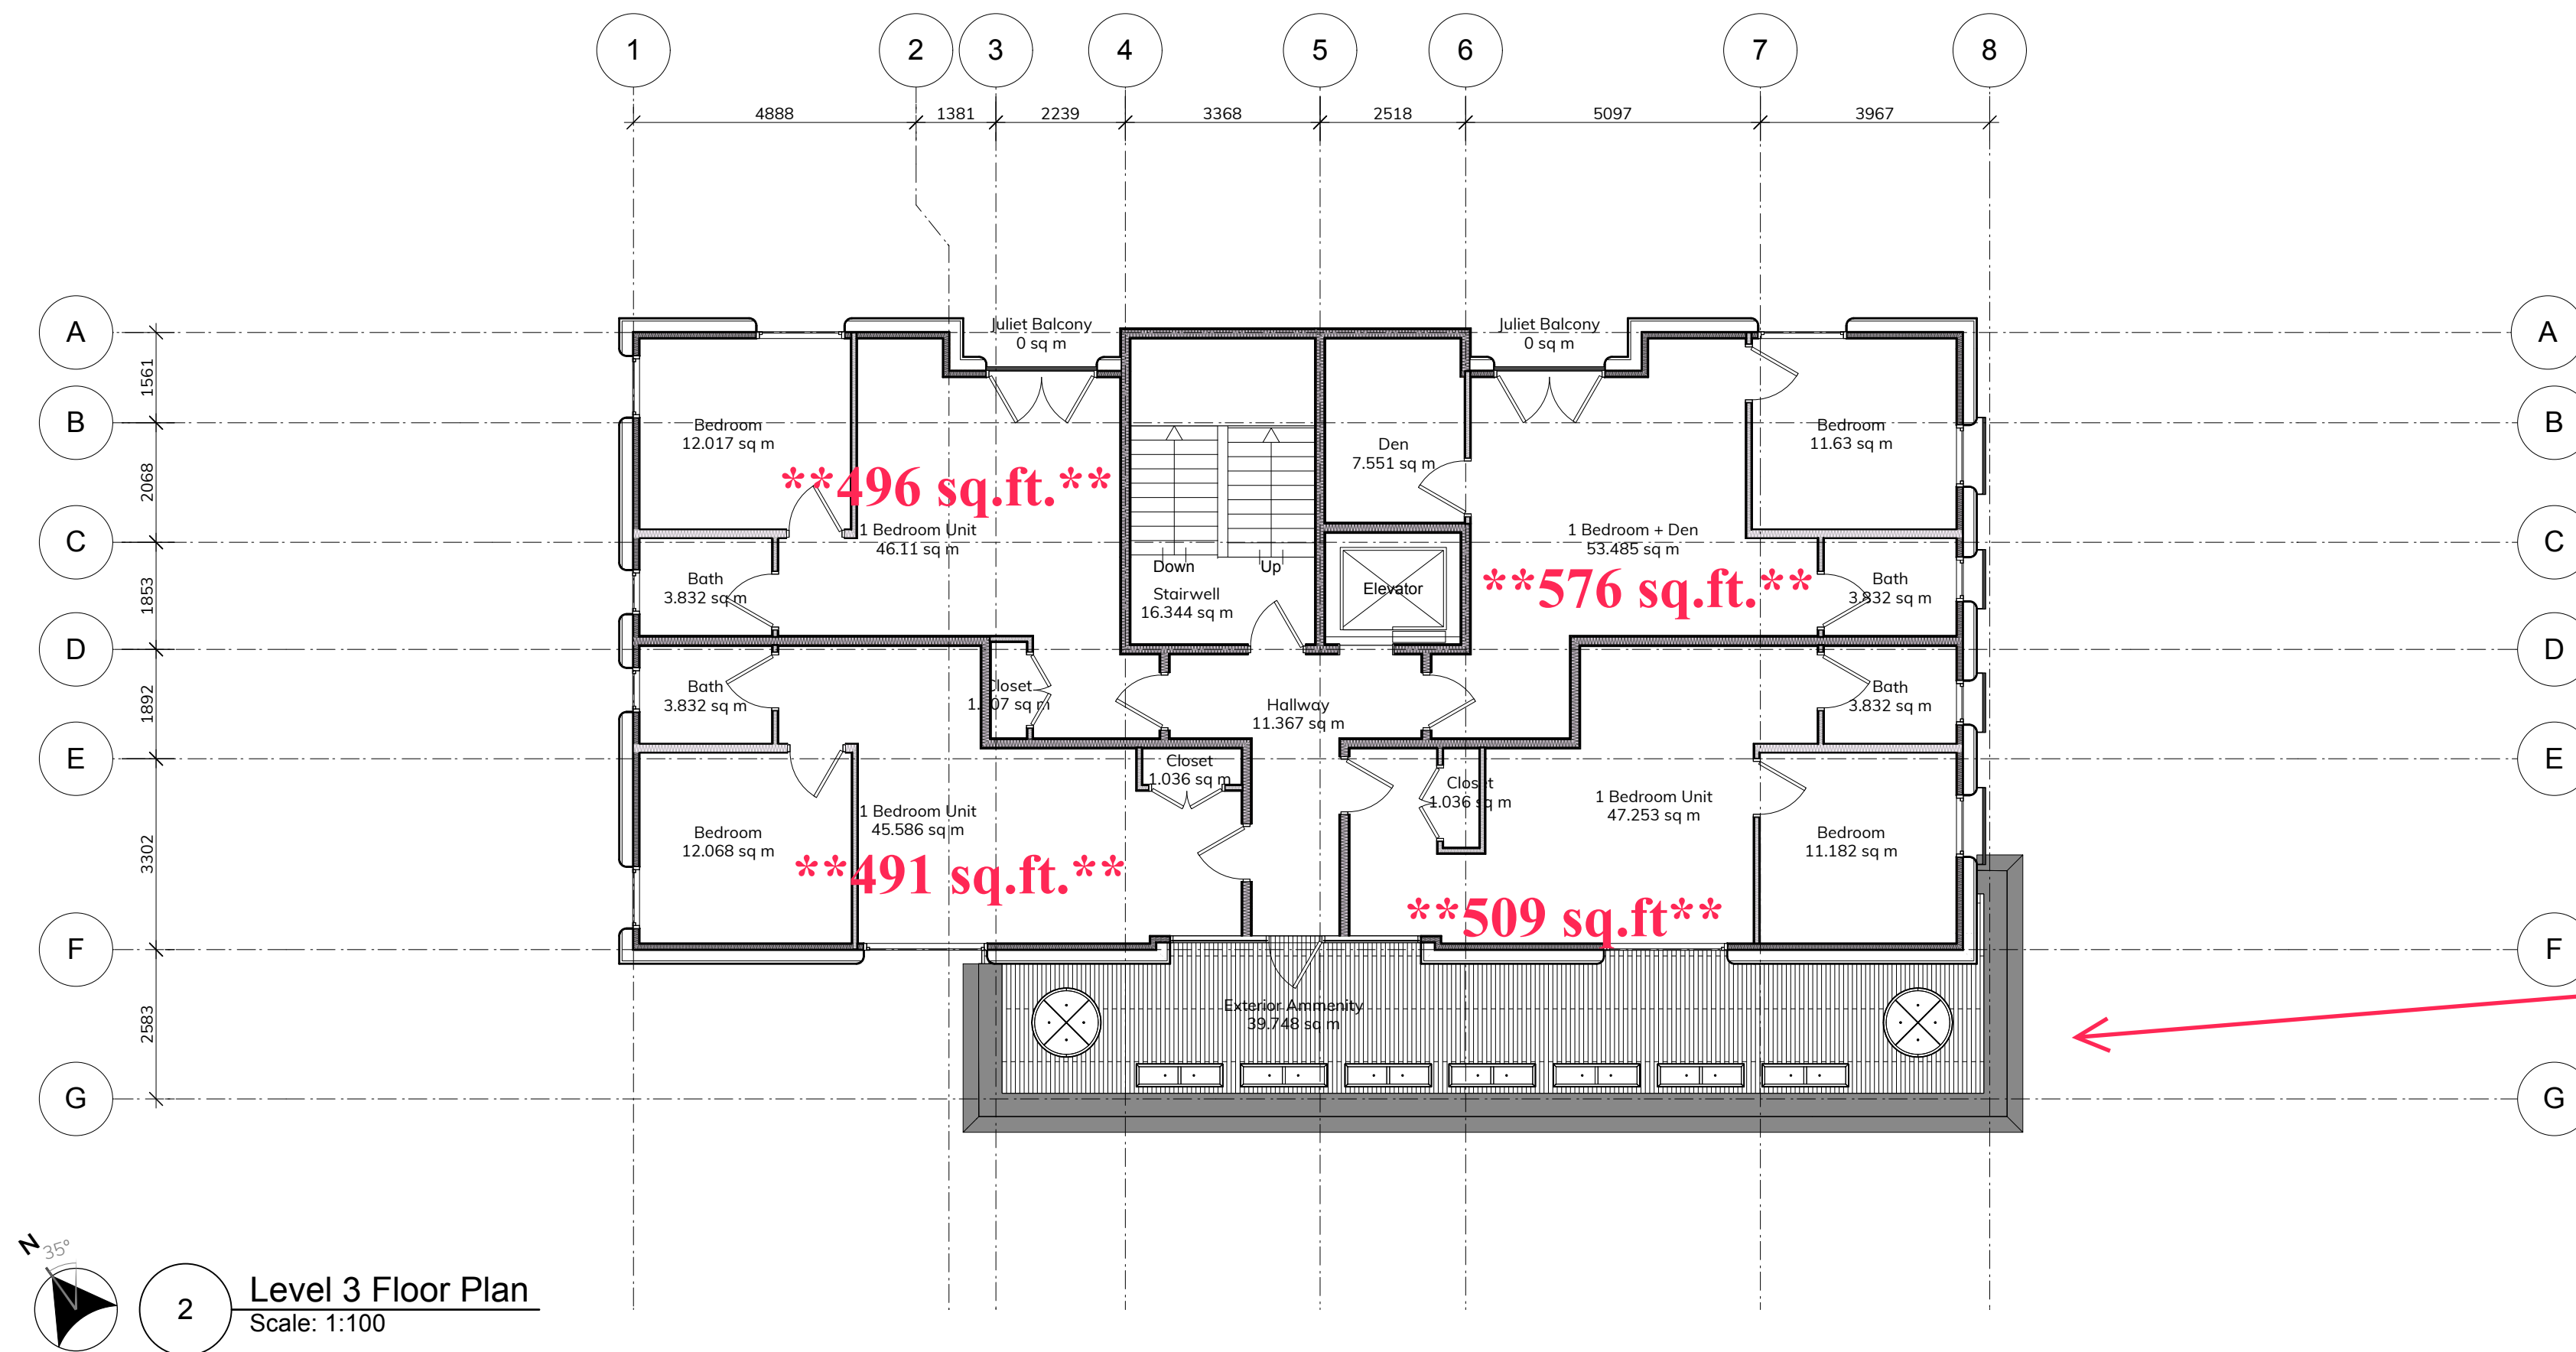 1 2 3 4 5 6 7 8
4888 1381 2239 3368 2518 5097 3967
A A
Juliet Balcony
0 sq m
Juliet Balcony
0 sq m
1561
B B
Bedroom
12.017 sq m
Den
7.551 sq m
Bedroom
11.63 sq m
2068
**496 sq.ft.**
1 Bedroom Unit
46.11 sq m
1 Bedroom + Den
53.485 sq m
C C
Down Up
Bath
3.832 sq m
Stairwell
16.344 sq m
Elevator
**576 sq.ft.**
Bath
3.832 sq m
1853
D D
Bath
3.832 sq m
Closet
Hallway
11.367 sq m
Bath
3.832 sq m
1892
E E
Closet
1.036 sq m
Closet
1.036 sq m
1 Bedroom Unit
45.586 sq m
1 Bedroom Unit
47.253 sq m
Bedroom
12.068 sq m
Bedroom
11.182 sq m
3302
**491 sq.ft.**
**509 sq.ft**
F F
Exterior Ammenity
39.748 sq m
2583
G G
N 35°
2
Level 3 Floor Plan
Scale: 1:100